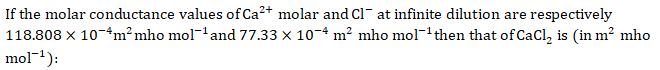 If the molar conductance values of Ca²⁺ molar and Cl⁻ at infinite dilution are respectively
118.808 × 10⁻⁴m² mho mol⁻¹and 77.33 × 10⁻⁴ m² mho mol⁻¹then that of CaCl₂ is (in m² mho
mol⁻¹):